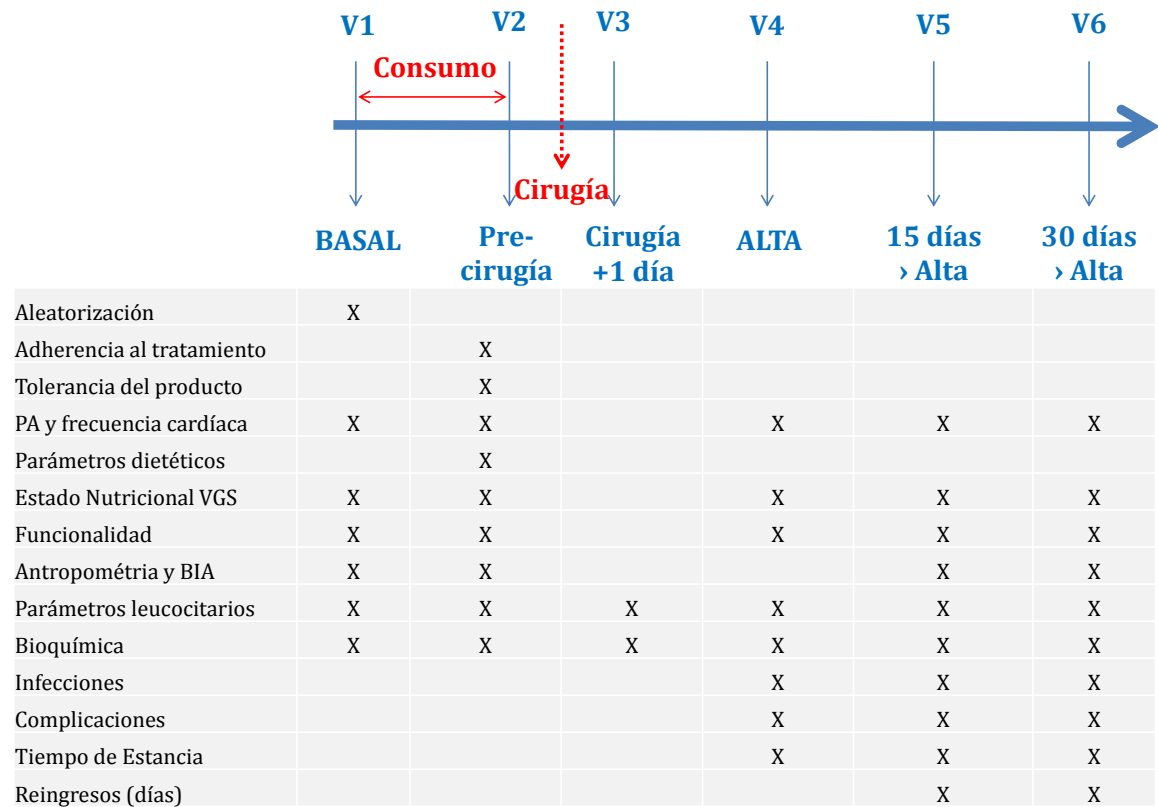 V1 V2 V3 V4 V5 V6
Consumo
Cirugía
BASAL Pre- Cirugía ALTA 15 días 30 días
cirugía +1 día › Alta › Alta
Aleatorización X
Adherencia al tratamiento X
Tolerancia del producto X
PA y frecuencia cardíaca X X X X X
Parámetros dietéticos X
Estado Nutricional VGS X X X X X
Funcionalidad X X X X X
Antropométria y BIA X X X X
Parámetros leucocitarios X X X X X X
Bioquímica X X X X X X
Infecciones X X X
Complicaciones X X X
Tiempo de Estancia X X X
Reingresos (días) X X